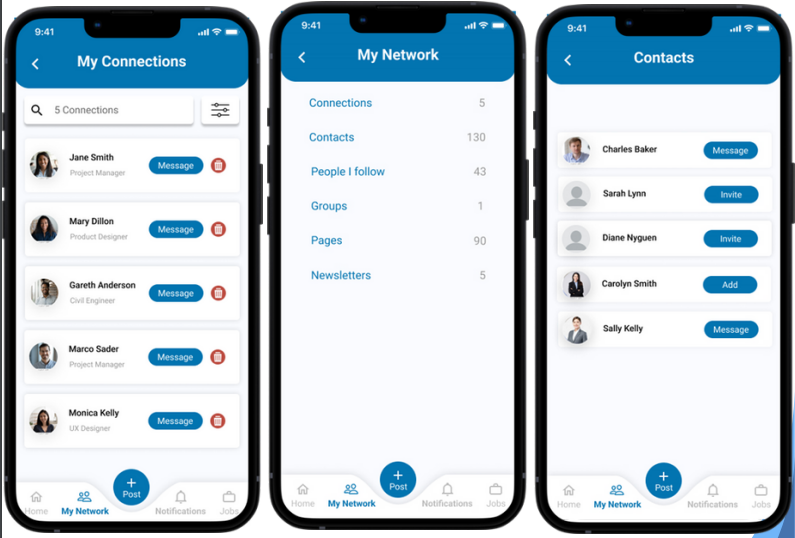 9:41
My Connections
5 Connections
Jane Smith
Project Manager
Message
Mary Dillon
Product Designer
Message
Gareth Anderson
Civil Engineer
Message
Marco Sader
Project Manager
Message
Monica Kelly
UX Designer
Message
+
Post
Home
My Network
Notifications
Jobs
9:41
My Network
Connections 5
Contacts 130
People I follow 43
Groups 1
Pages 90
Newsletters 5
+
Post
Home
My Network
Notifications
Jobs
9:41
Contacts
Charles Baker
Message
Sarah Lynn
Invite
Diane Nyguen
Invite
Carolyn Smith
Add
Sally Kelly
Message
+
Post
Home
My Network
Notifications
Jobs